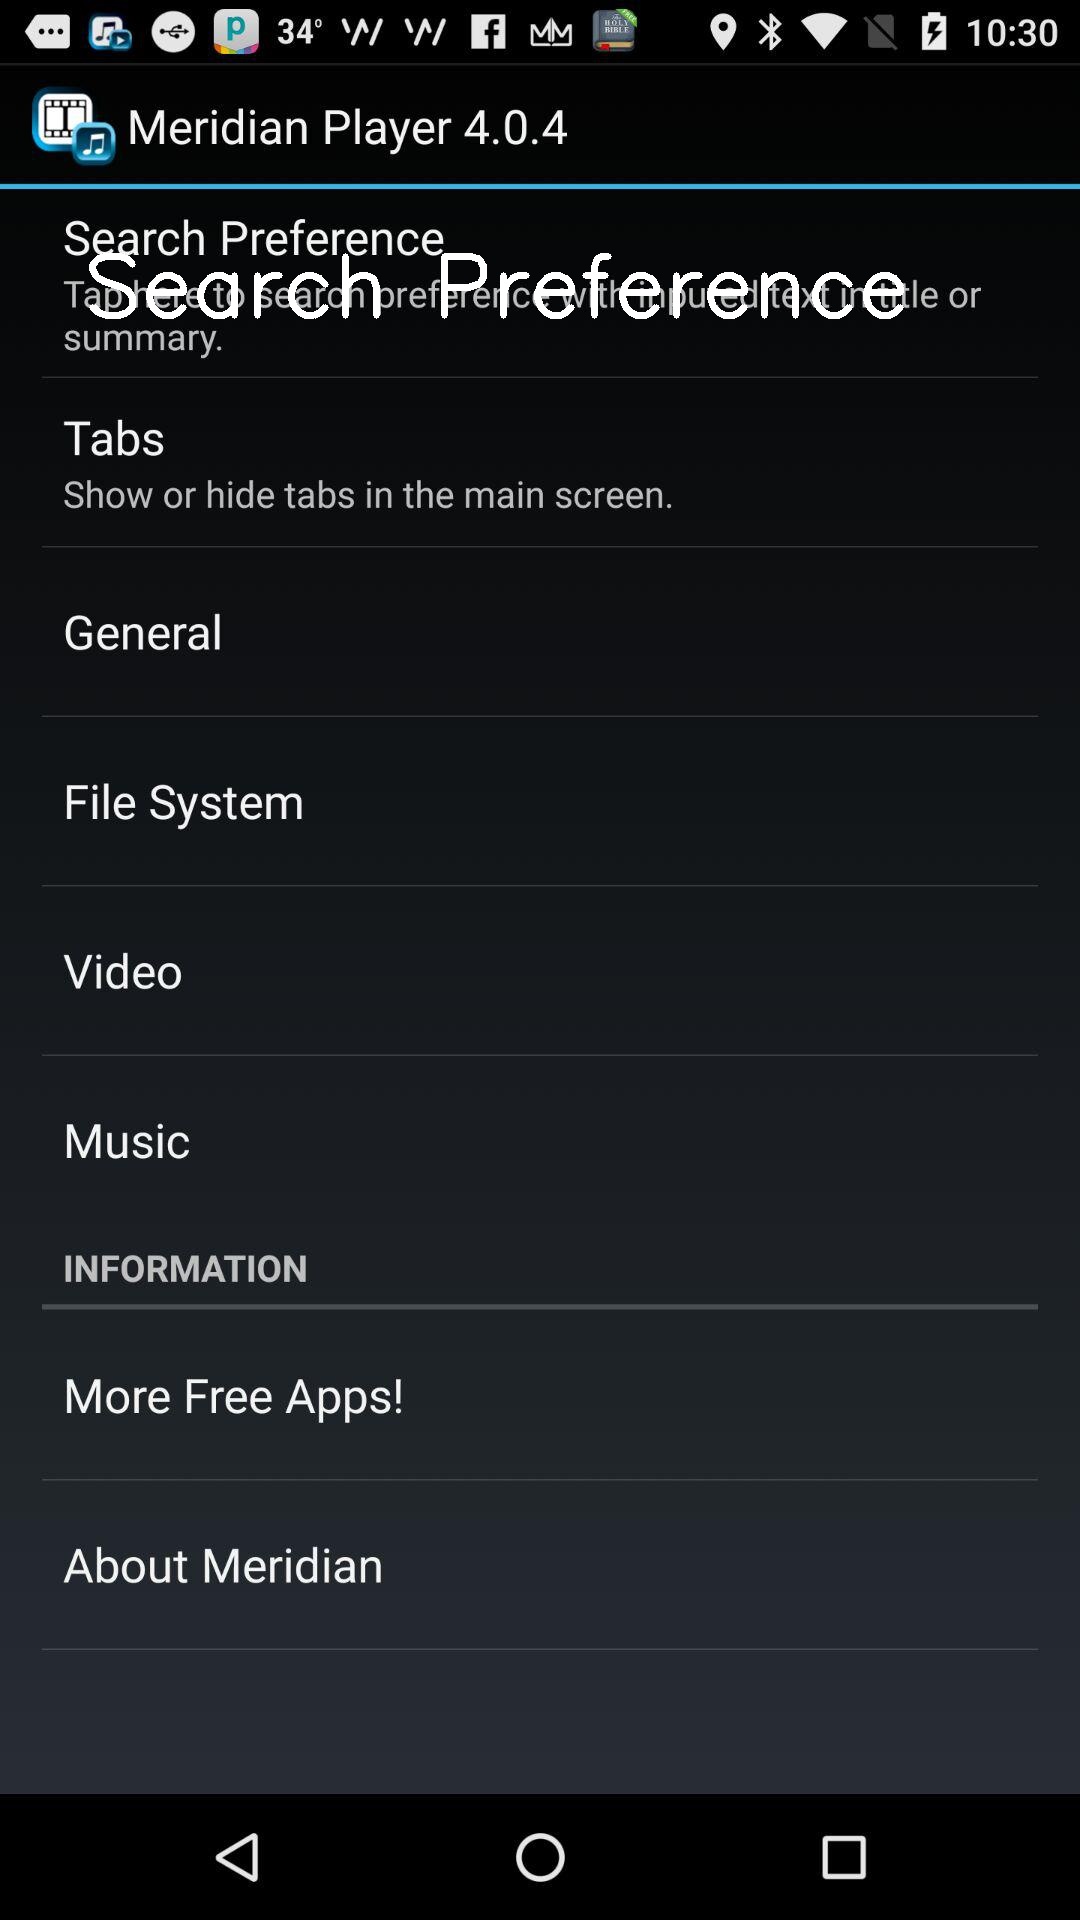 34° 10:30
Meridian Player 4.0.4
Search Preference
Search Preference
Tap here to search preference with inputed text in title or
summary.
Tabs
Show or hide tabs in the main screen.
General
File System
Video
Music
INFORMATION
More Free Apps!
About Meridian